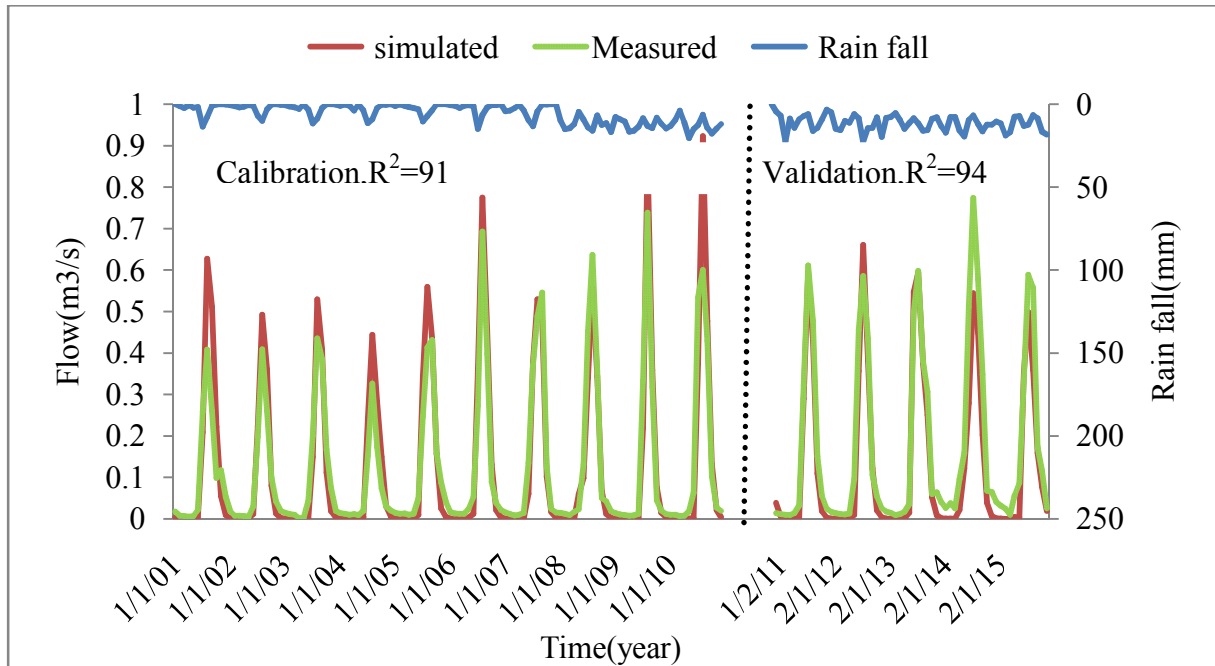 simulated Measured Rain fall
1 0
0.9
Calibration.R²=91 Validation.R²=94
0.8 50
0.7
0.6 100
0.5
0.4 150
0.3
0.2 200
0.1
0 250
Flow(m3/s)
Rain fall(mm)
1/1/01 1/1/02 1/1/03 1/1/04 1/1/05 1/1/06 1/1/07 1/1/08 1/1/09 1/1/10 1/2/11 2/1/12 2/1/13 2/1/14 2/1/15
Time(year)